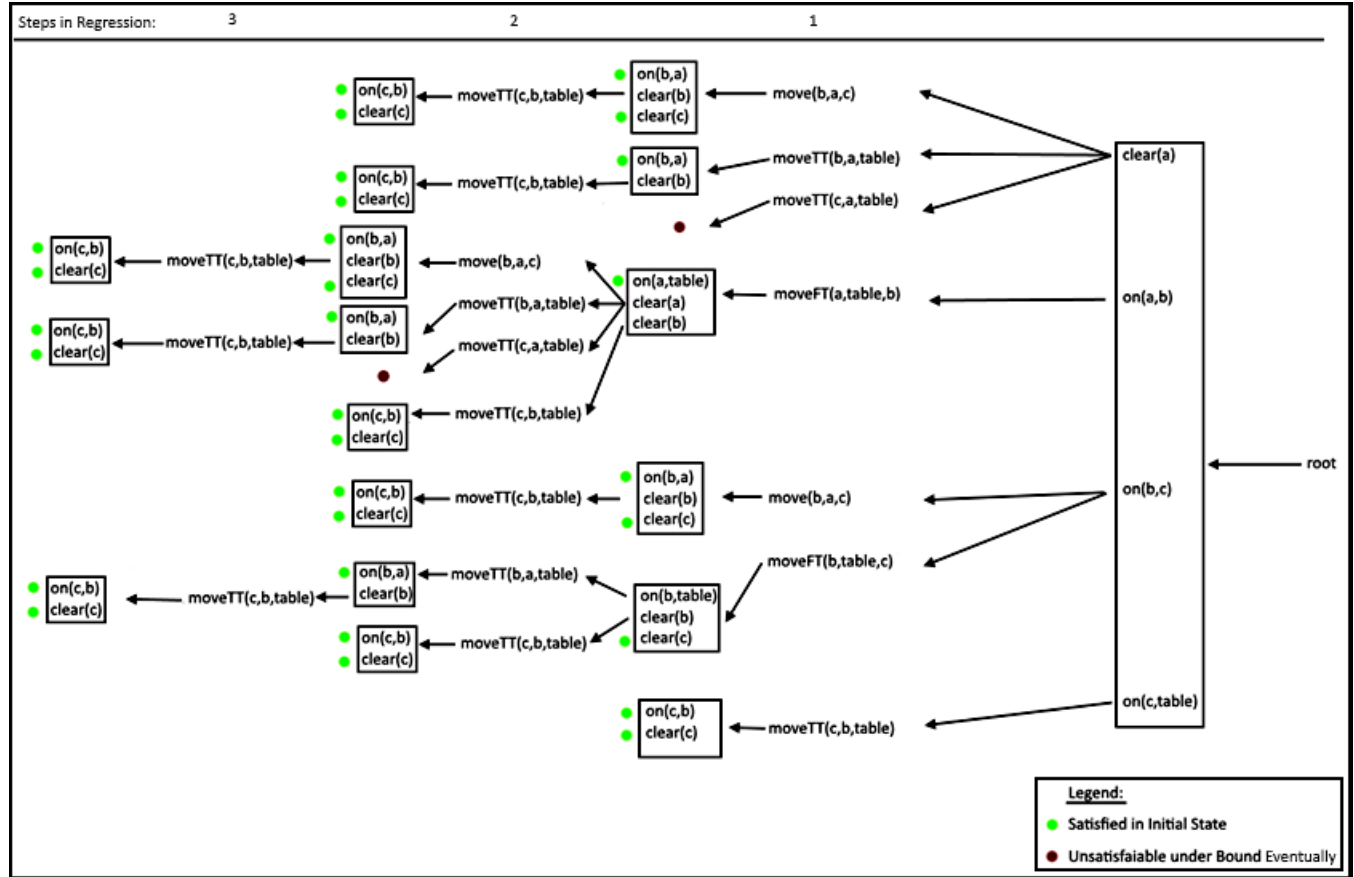 Steps in Regression: 3 2 1
on(c,b)
clear(c)
moveTT(c,b,table)
on(b,a)
clear(b)
clear(c)
move(b,a,c)
on(c,b)
clear(c)
moveTT(c,b,table)
on(b,a)
clear(b)
moveTT(b,a,table)
moveTT(c,a,table)
clear(a)
on(c,b)
clear(c)
moveTT(c,b,table)
on(b,a)
clear(b)
clear(c)
move(b,a,c)
on(c,b)
clear(c)
moveTT(c,b,table)
on(b,a)
clear(b)
moveTT(b,a,table)
moveTT(c,a,table)
on(c,b)
clear(c)
moveTT(c,b,table)
on(a,table)
clear(a)
clear(b)
moveFT(a,table,b)
on(a,b)
on(c,b)
clear(c)
moveTT(c,b,table)
on(b,a)
clear(b)
clear(c)
move(b,a,c)
on(b,c)
root
on(c,b)
clear(c)
moveTT(c,b,table)
on(b,a)
clear(b)
moveTT(b,a,table)
on(c,b)
clear(c)
moveTT(c,b,table)
on(b,table)
clear(b)
clear(c)
moveFT(b,table,c)
on(c,b)
clear(c)
moveTT(c,b,table)
on(c,table)
Legend:
Satisfied in Initial State
Unsatisfaiable under Bound Eventually